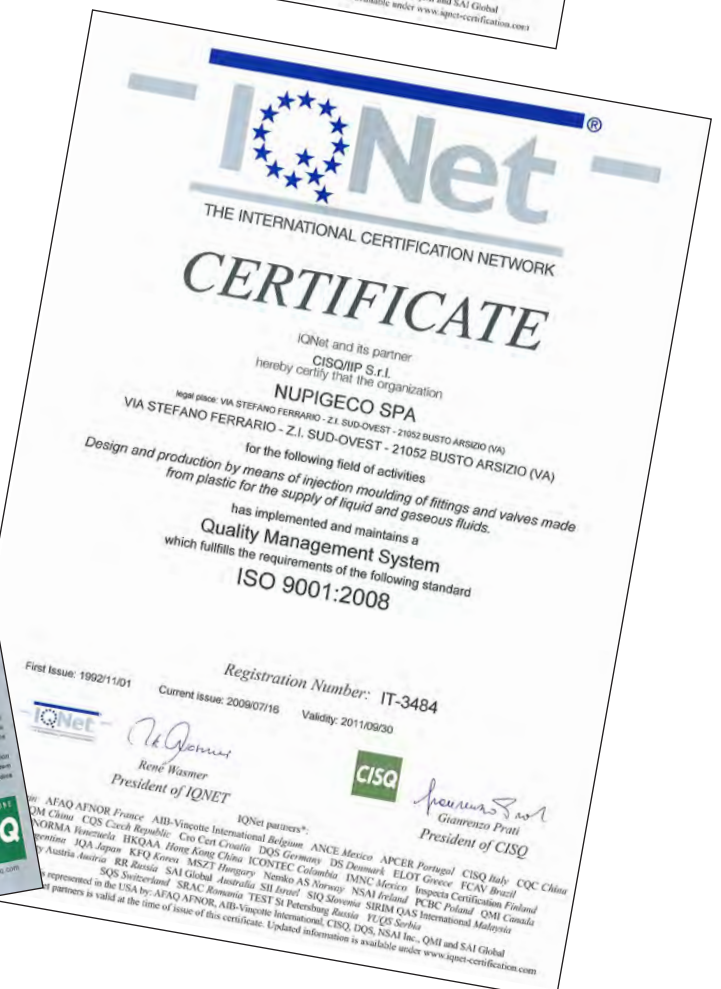 and SAI Global
available under www.iqnet-certification.com
IQNet ®
THE INTERNATIONAL CERTIFICATION NETWORK
CERTIFICATE
IQNet and its partner
CISQ/IIP S.r.l.
hereby certify that the organization
NUPIGECO SPA
legal place: VIA STEFANO FERRARIO - Z.I. SUD-OVEST - 21052 BUSTO ARSIZIO (VA)
VIA STEFANO FERRARIO - Z.I. SUD-OVEST - 21052 BUSTO ARSIZIO (VA)
for the following field of activities
Design and production by means of injection moulding of fittings and valves made
from plastic for the supply of liquid and gaseous fluids.
has implemented and maintains a
Quality Management System
which fullfills the requirements of the following standard
ISO 9001:2008
Registration Number: IT-3484
First Issue: 1992/11/01 Current issue: 2009/07/16 Validity: 2011/09/30
IQNet
CISQ
René Wasmer
President of IQNET
Gianrenzo Prati
President of CISQ
IQNet partners*:
AFAQ AFNOR France AIB-Vinçotte International Belgium ANCE Mexico APCER Portugal CISQ Italy CQC China
QM China CQS Czech Republic Cro Cert Croatia DQS Germany DS Denmark ELOT Greece FCAV Brazil
NORMA Venezuela HKQAA Hong Kong China ICONTEC Colombia IMNC Mexico Inspecta Certification Finland
JQA Japan KFQ Korea MSZT Hungary Nemko AS Norway NSAI Ireland PCBC Poland QMI Canada
Austria Austria RR Russia SAI Global Australia SII Israel SIQ Slovenia SIRIM QAS International Malaysia
SQS Switzerland SRAC Romania TEST St Petersburg Russia YUQS Serbia
is represented in the USA by: AFAQ AFNOR, AIB-Vinçotte International, CISQ, DQS, NSAI Inc., QMI and SAI Global
partners is valid at the time of issue of this certificate. Updated information is available under www.iqnet-certification.com
Q